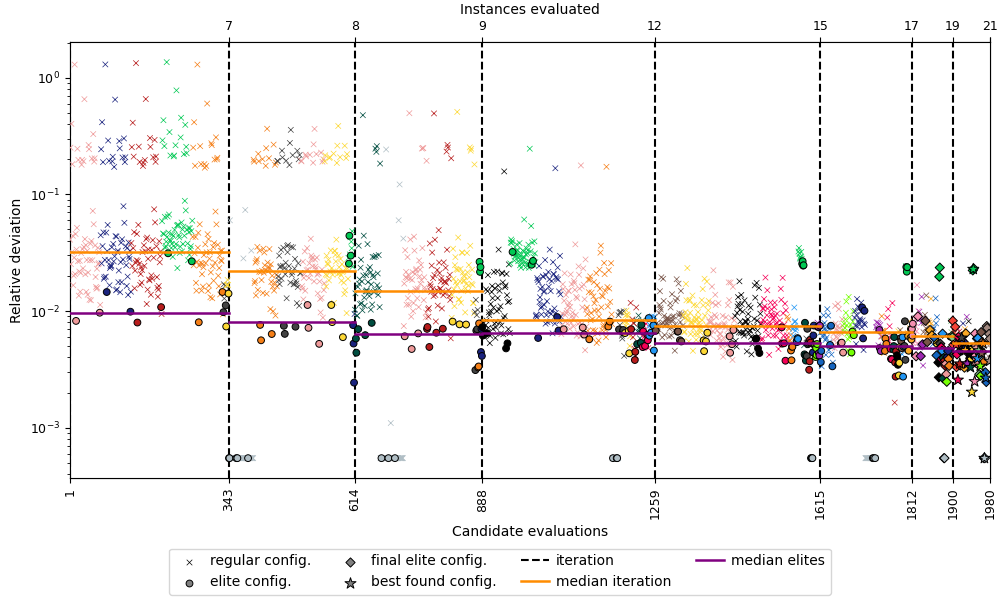 Instances evaluated
7 8 9 12 15 17 19 21
10⁰
10⁻¹
10⁻²
10⁻³
Relative deviation
1 343 614 888 1259 1615 1812 1900 1980
Candidate evaluations
regular config. final elite config. iteration median elites
elite config. best found config. median iteration